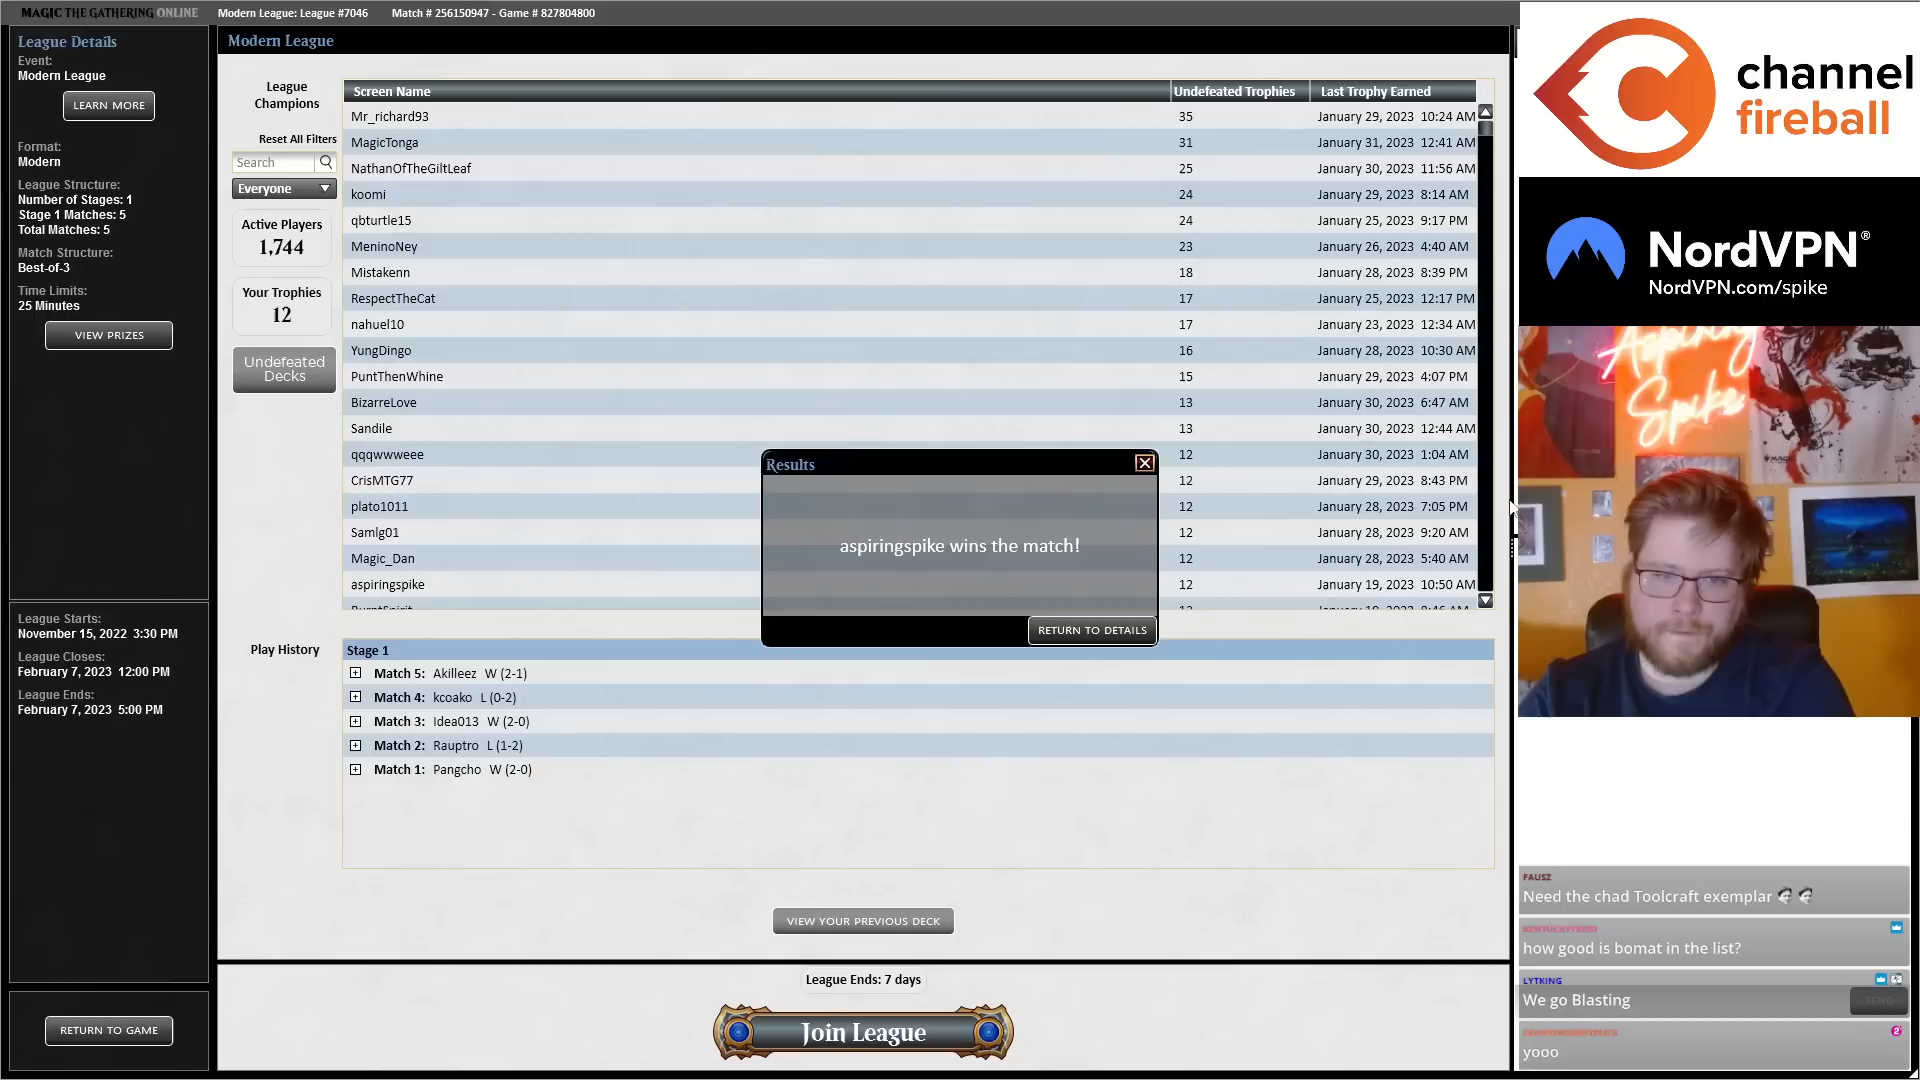 MAGIC THE GATHERING ONLINE
Modern League: League #7046
Match # 256150947 - Game # 827804800
League Details
Event:
Modern League
LEARN MORE
Format:
Modern
League Structure:
Number of Stages: 1
Stage 1 Matches: 5
Total Matches: 5
Match Structure:
Best-of-3
Time Limits:
25 Minutes
VIEW PRIZES
League Starts:
November 15, 2022 3:30 PM
League Closes:
February 7, 2023 12:00 PM
League Ends:
February 7, 2023 5:00 PM
RETURN TO GAME
Modern League
League
Champions
Reset All Filters
Search
Everyone
Active Players
1,744
Your Trophies
12
Undefeated
Decks
Screen Name Undefeated Trophies Last Trophy Earned
Mr_richard93 35 January 29, 2023 10:24 AM
MagicTonga 31 January 31, 2023 12:41 AM
NathanOfTheGiltLeaf 25 January 30, 2023 11:56 AM
koomi 24 January 29, 2023 8:14 AM
qbturtle15 24 January 25, 2023 9:17 PM
MeninoNey 23 January 26, 2023 4:40 AM
Mistakenn 18 January 28, 2023 8:39 PM
RespectTheCat 17 January 25, 2023 12:17 PM
nahuel10 17 January 23, 2023 12:34 AM
YungDingo 16 January 28, 2023 10:30 AM
PuntThenWhine 15 January 29, 2023 4:07 PM
BizarreLove 13 January 30, 2023 6:47 AM
Sandile 13 January 30, 2023 12:44 AM
qqqwwweee 12 January 30, 2023 1:04 AM
CrisMTG77 12 January 29, 2023 8:43 PM
plato1011 12 January 28, 2023 7:05 PM
Samlg01 12 January 28, 2023 9:20 AM
Magic_Dan 12 January 28, 2023 5:40 AM
aspiringspike 12 January 19, 2023 10:50 AM
Results
aspiringspike wins the match!
RETURN TO DETAILS
Play History
Stage 1
Match 5: Akilleez W (2-1)
Match 4: kcoako L (0-2)
Match 3: Idea013 W (2-0)
Match 2: Rauptro L (1-2)
Match 1: Pangcho W (2-0)
VIEW YOUR PREVIOUS DECK
League Ends: 7 days
Join League
channel
fireball
NordVPN®
NordVPN.com/spike
Aspiring
Spike
FAUSZ
Need the chad Toolcraft exemplar
how good is bomat in the list?
LYTKING
We go Blasting
SEND
yooo